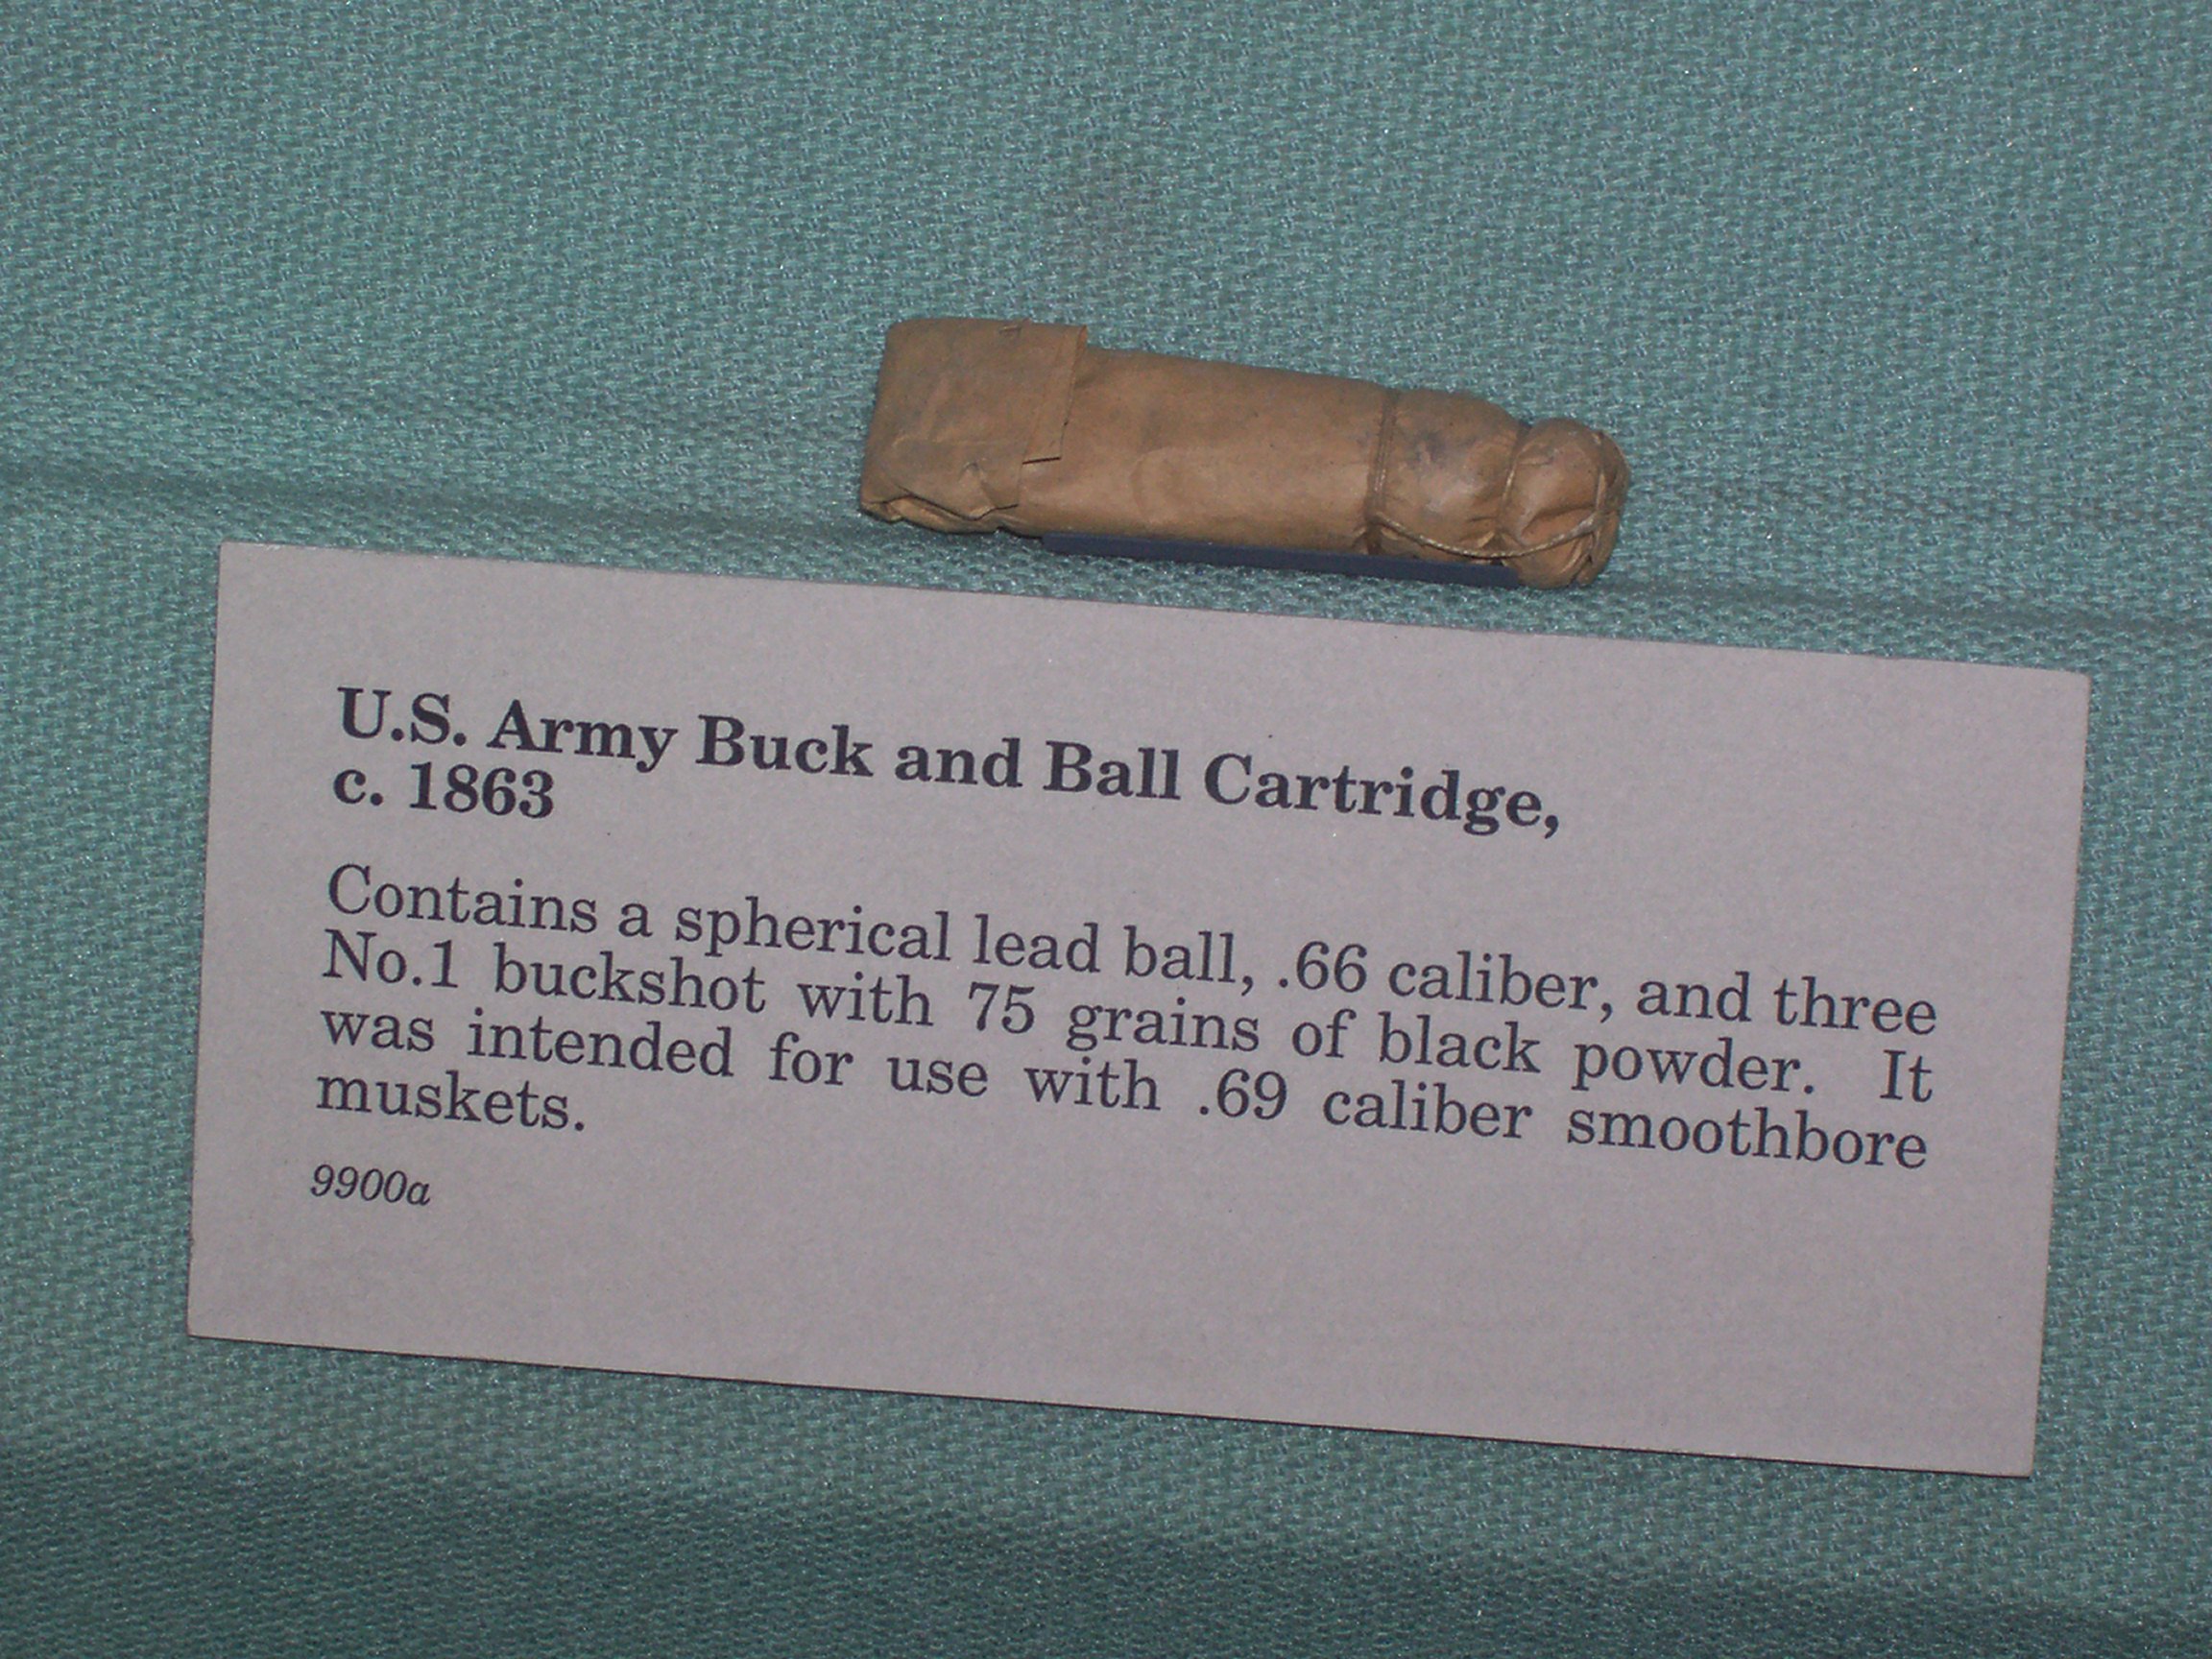 U.S. Army Buck and Ball Cartridge,
c. 1863
Contains a spherical lead ball, .66 caliber, and three
No.1 buckshot with 75 grains of black powder. It
was intended for use with .69 caliber smoothbore
muskets.
9900a